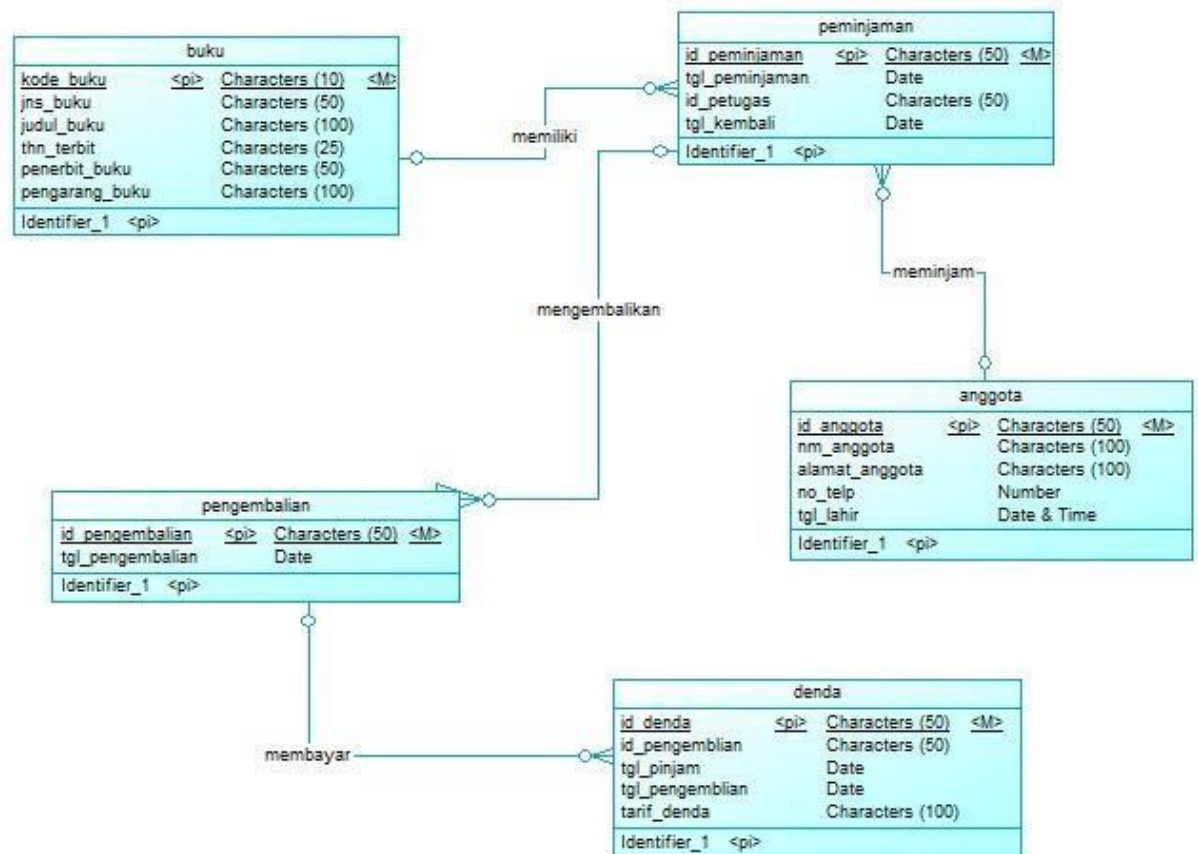 buku
kode_buku <pi> Characters (10) <M>
jns_buku Characters (50)
judul_buku Characters (100)
thn_terbit Characters (25)
penerbit_buku Characters (50)
pengarang_buku Characters (100)
Identifier_1 <pi>
memiliki
peminjaman
id_peminjaman <pi> Characters (50) <M>
tgl_peminjaman Date
id_petugas Characters (50)
tgl_kembali Date
Identifier_1 <pi>
meminjam
mengembalikan
anggota
id_anggota <pi> Characters (50) <M>
nm_anggota Characters (100)
alamat_anggota Characters (100)
no_telp Number
tgl_lahir Date & Time
Identifier_1 <pi>
pengembalian
id_pengembalian <pi> Characters (50) <M>
tgl_pengembalian Date
Identifier_1 <pi>
membayar
denda
id_denda <pi> Characters (50) <M>
id_pengemblian Characters (50)
tgl_pinjam Date
tgl_pengemblian Date
tarif_denda Characters (100)
Identifier_1 <pi>